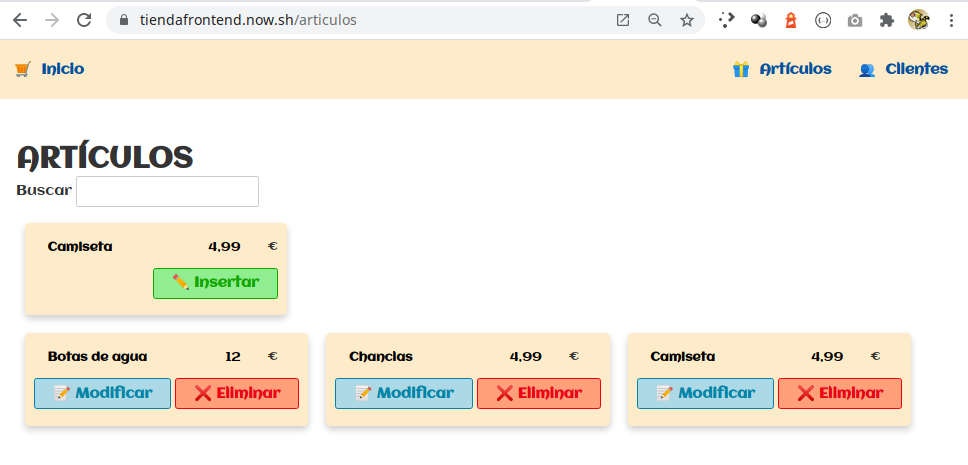 tiendafrontend.now.sh/articulos
Inicio Artículos Clientes
ARTÍCULOS
Buscar
Camiseta 4,99 €
Insertar
Botas de agua 12 € Chanclas 4,99 € Camiseta 4,99 €
Modificar Eliminar Modificar Eliminar Modificar Eliminar